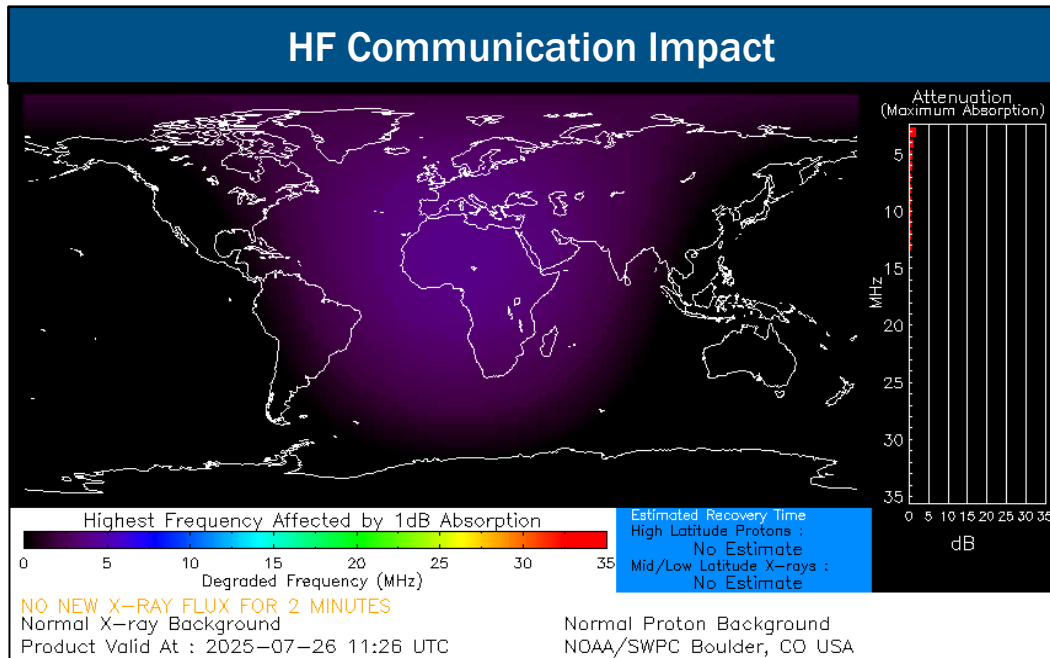 HF Communication Impact
Attenuation
(Maximum Absorption)
5
10
15
20
25
30
35
MHz
0 5 10 15 20 25 30 35
dB
Highest Frequency Affected by 1dB Absorption
0 5 10 15 20 25 30 35
Degraded Frequency (MHz)
Estimated Recovery Time
High Latitude Protons :
No Estimate
Mid/Low Latitude X-rays :
No Estimate
NO NEW X-RAY FLUX FOR 2 MINUTES
Normal X-ray Background
Normal Proton Background
Product Valid At : 2025-07-26 11:26 UTC
NOAA/SWPC Boulder, CO USA